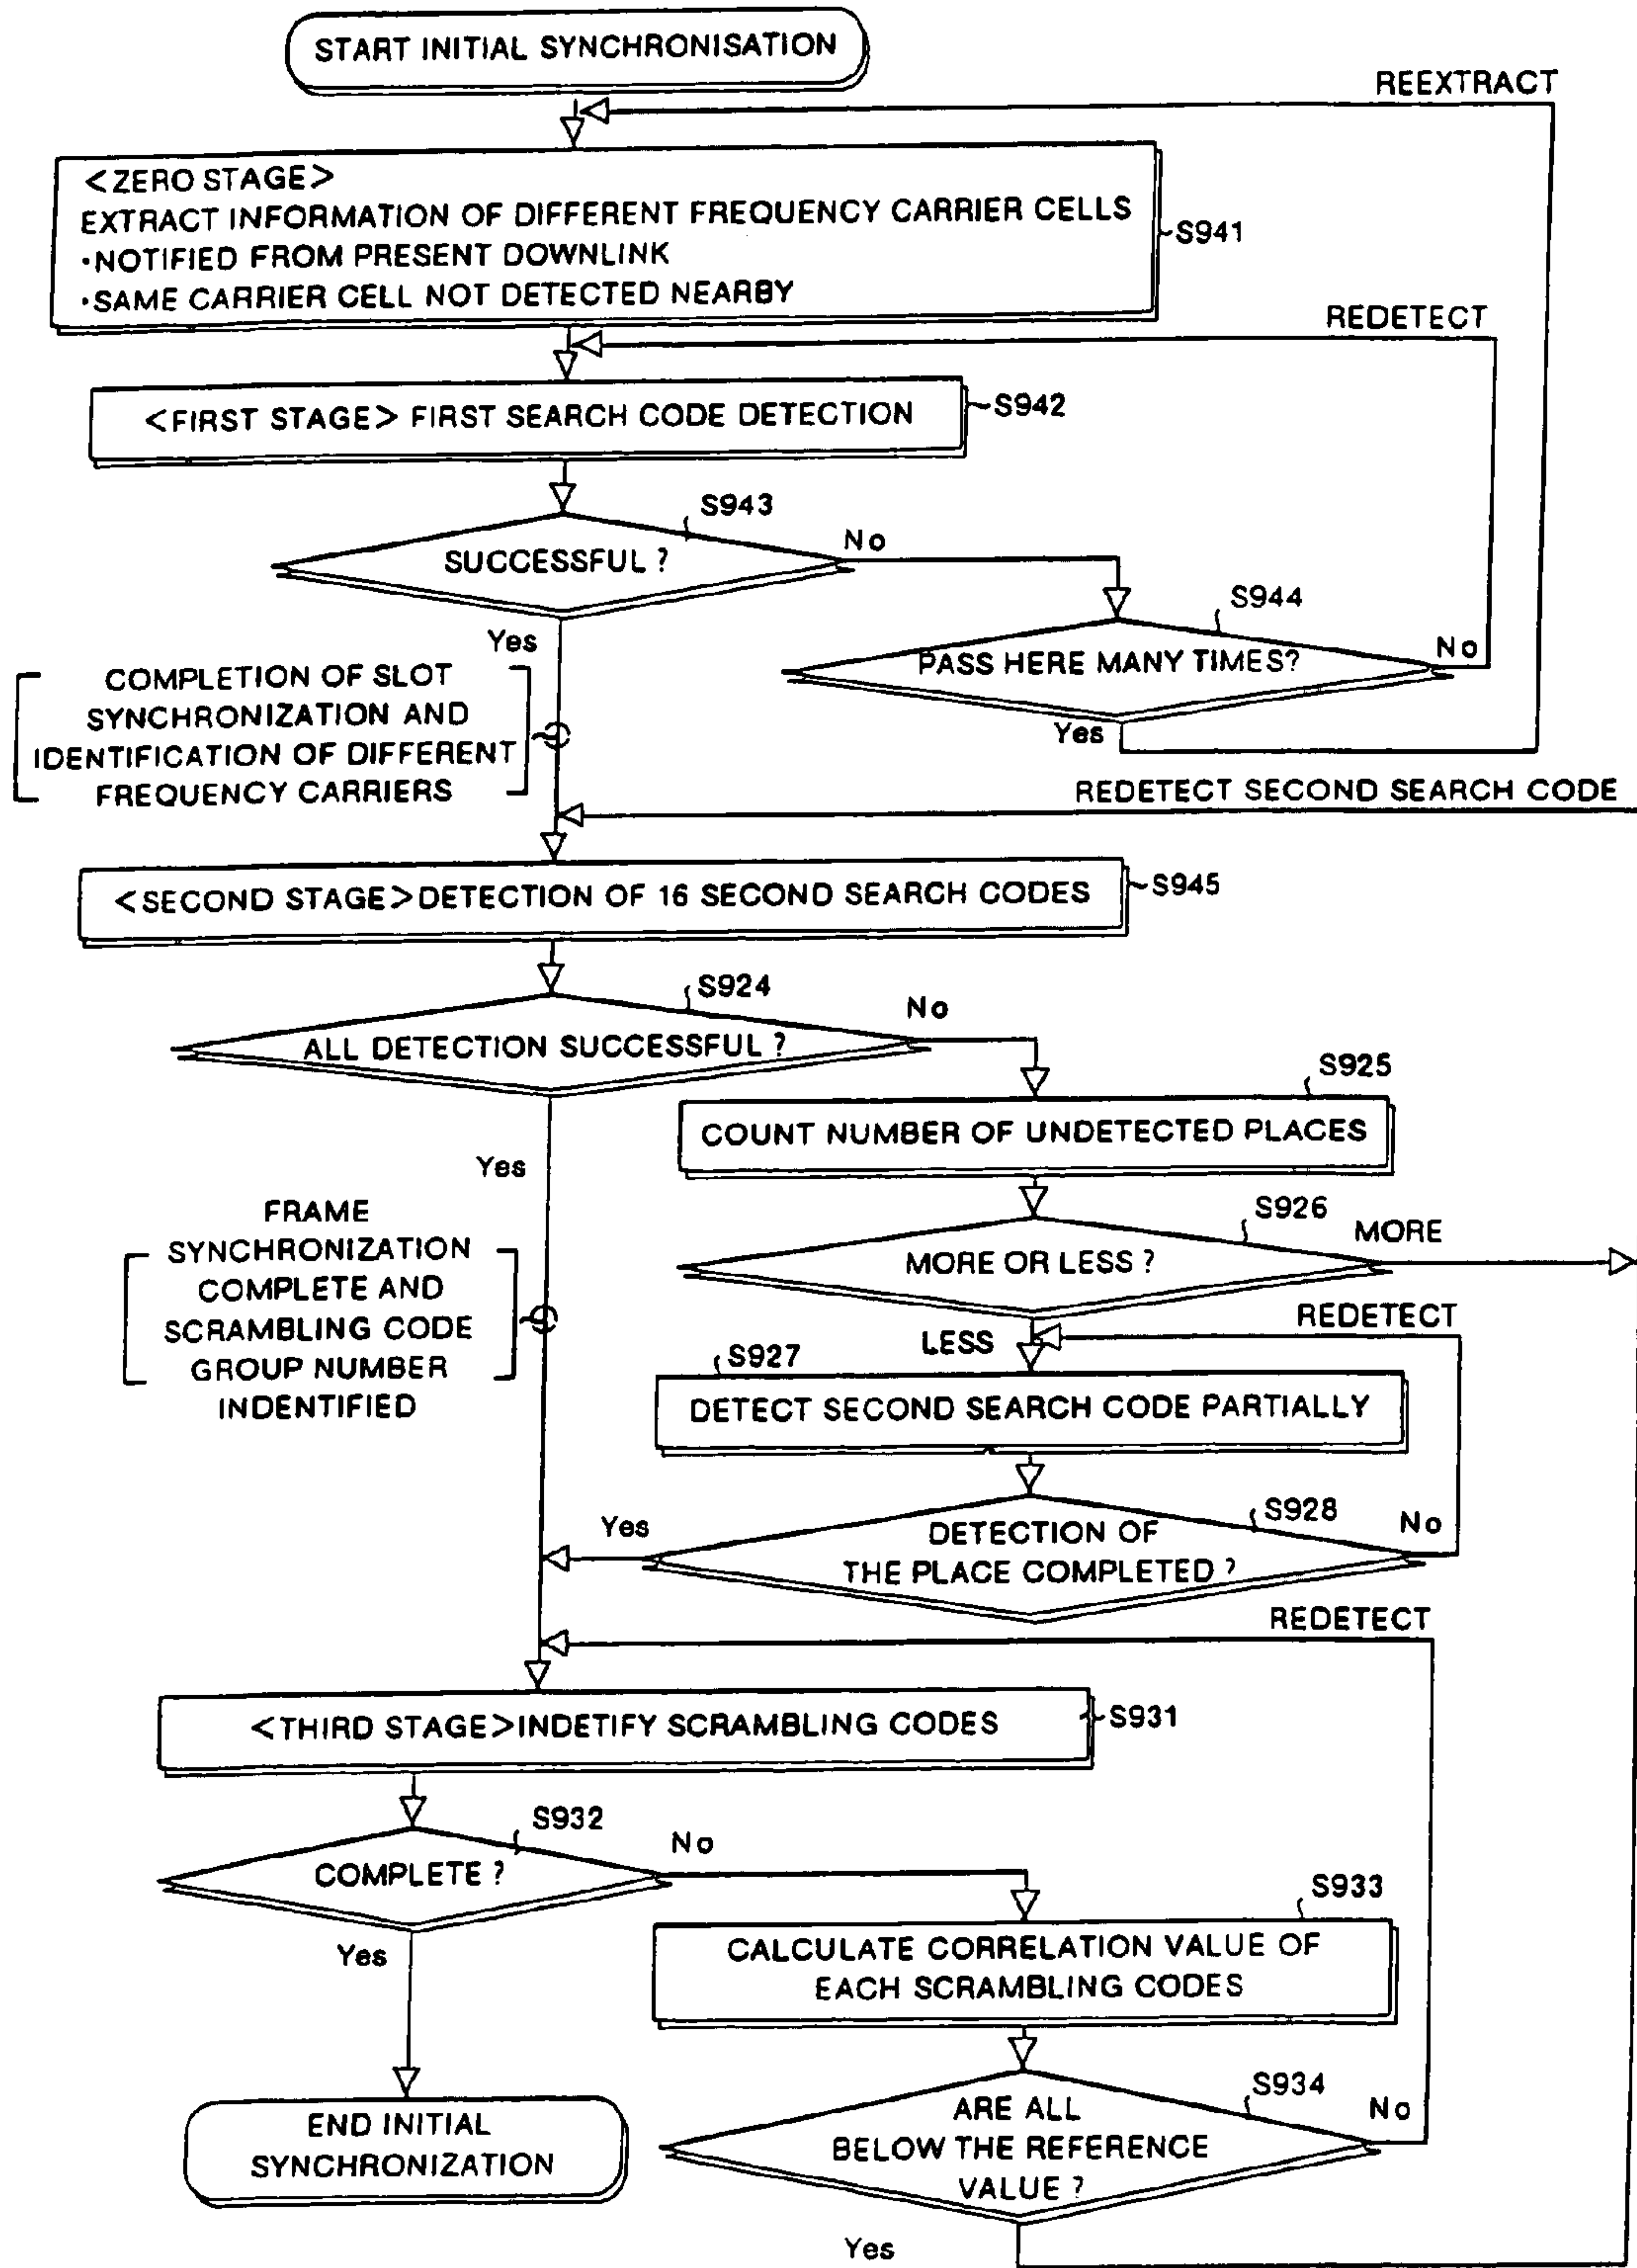 START INITIAL SYNCHRONISATION
REEXTRACT
<ZERO STAGE>
EXTRACT INFORMATION OF DIFFERENT FREQUENCY CARRIER CELLS
·NOTIFIED FROM PRESENT DOWNLINK
·SAME CARRIER CELL NOT DETECTED NEARBY
S941
REDETECT
<FIRST STAGE> FIRST SEARCH CODE DETECTION
S942
S943
SUCCESSFUL ?
No
S944
PASS HERE MANY TIMES?
No
Yes
Yes
COMPLETION OF SLOT
SYNCHRONIZATION AND
IDENTIFICATION OF DIFFERENT
FREQUENCY CARRIERS
REDETECT SECOND SEARCH CODE
<SECOND STAGE>DETECTION OF 16 SECOND SEARCH CODES
S945
S924
ALL DETECTION SUCCESSFUL ?
No
S925
COUNT NUMBER OF UNDETECTED PLACES
Yes
S926
MORE OR LESS ?
MORE
FRAME
SYNCHRONIZATION
COMPLETE AND
SCRAMBLING CODE
GROUP NUMBER
INDENTIFIED
LESS
REDETECT
S927
DETECT SECOND SEARCH CODE PARTIALLY
S928
DETECTION OF
THE PLACE COMPLETED ?
Yes
No
REDETECT
<THIRD STAGE>INDETIFY SCRAMBLING CODES
S931
S932
COMPLETE ?
No
Yes
S933
CALCULATE CORRELATION VALUE OF
EACH SCRAMBLING CODES
S934
ARE ALL
BELOW THE REFERENCE
VALUE ?
No
Yes
END INITIAL
SYNCHRONIZATION